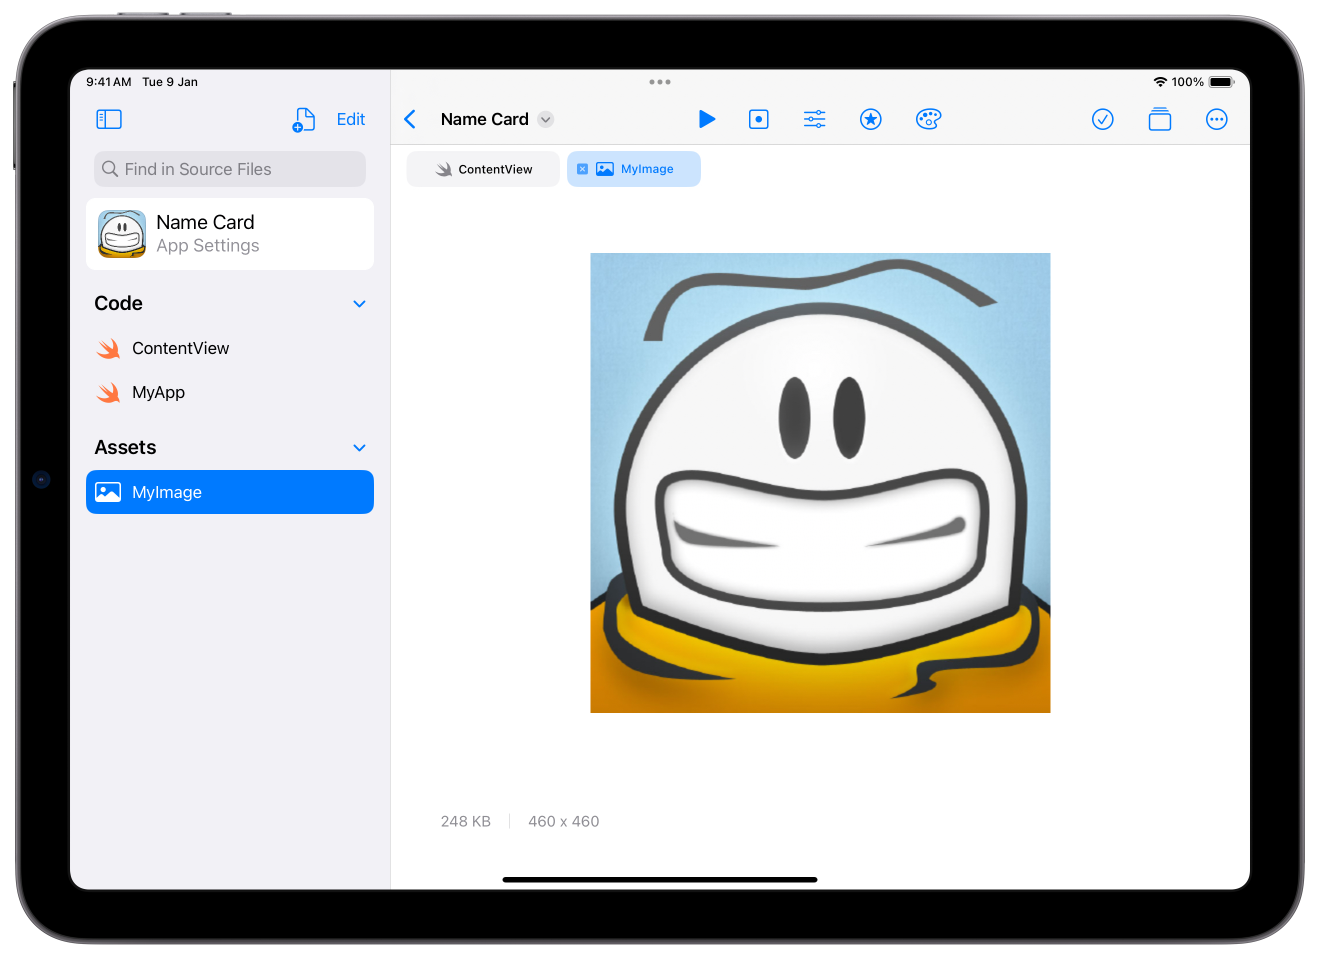 9:41 AM Tue 9 Jan
100%
Edit
Name Card
Find in Source Files
ContentView
MyImage
Name Card
App Settings
Code
ContentView
MyApp
Assets
MyImage
248 KB
460 x 460